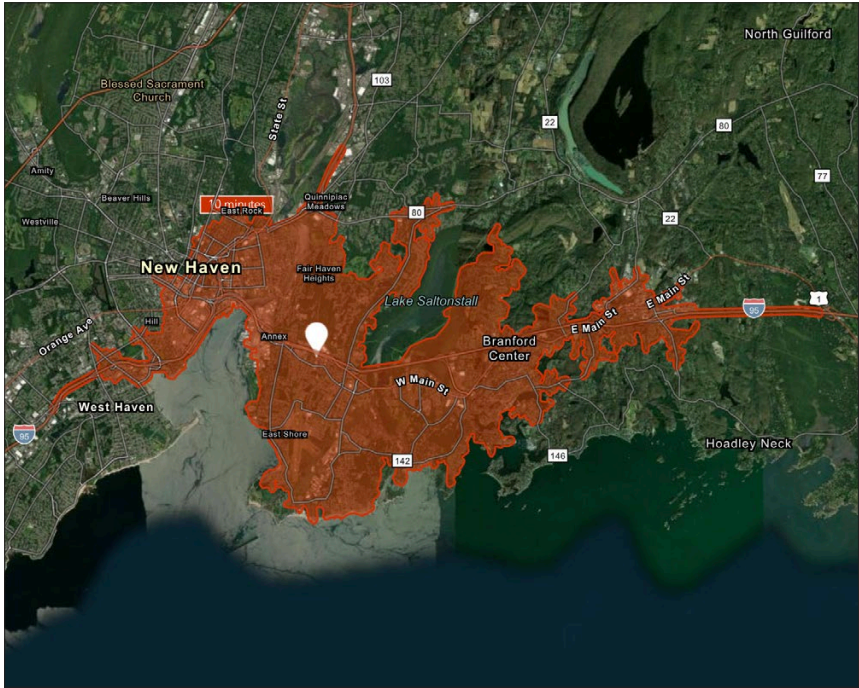 North Guilford
103
Blessed Sacrament
Church
State St
22
80
Amity
77
Beaver Hills
10 minutes
Quinnipiac
Meadows
East Rock
80
Westville
22
New Haven
Fair Haven
Heights
Lake Saltonstall
E Main St
1
95
Hill
E Main St
Orange Ave
Annex
Branford
Center
W Main St
West Haven
95
East Shore
142
146
Hoadley Neck